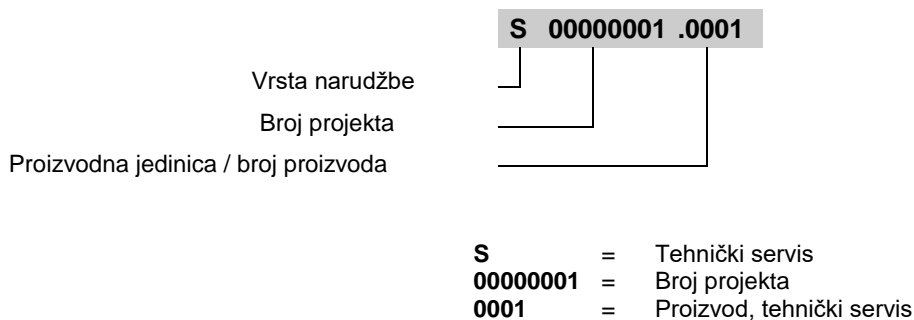 S 00000001 .0001
Vrsta narudžbe
Broj projekta
Proizvodna jedinica / broj proizvoda
S = Tehnički servis
00000001 = Broj projekta
0001 = Proizvod, tehnički servis